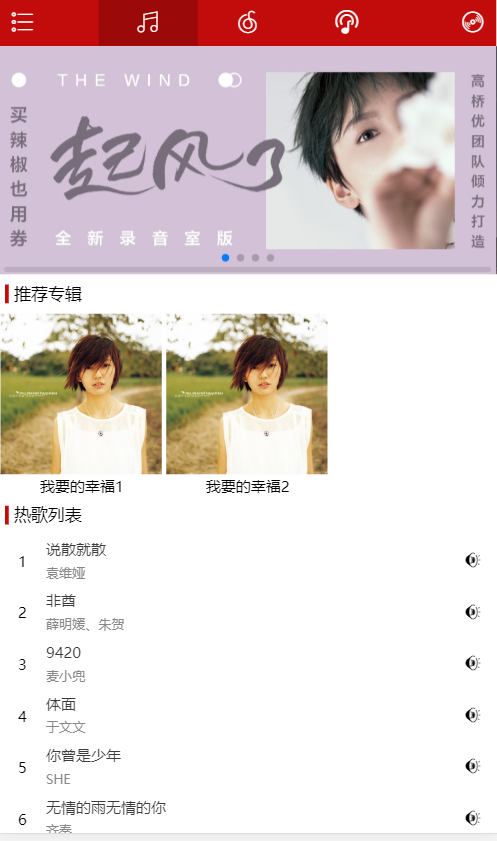 THE WIND
买辣椒也用券
起风了
全新录音室版
高桥优团队倾力打造
推荐专辑
我要的幸福1
我要的幸福2
热歌列表
1
说散就散
袁维娅
2
非酋
薛明媛、朱贺
3
9420
麦小兜
4
体面
于文文
5
你曾是少年
SHE
6
无情的雨无情的你
齐秦